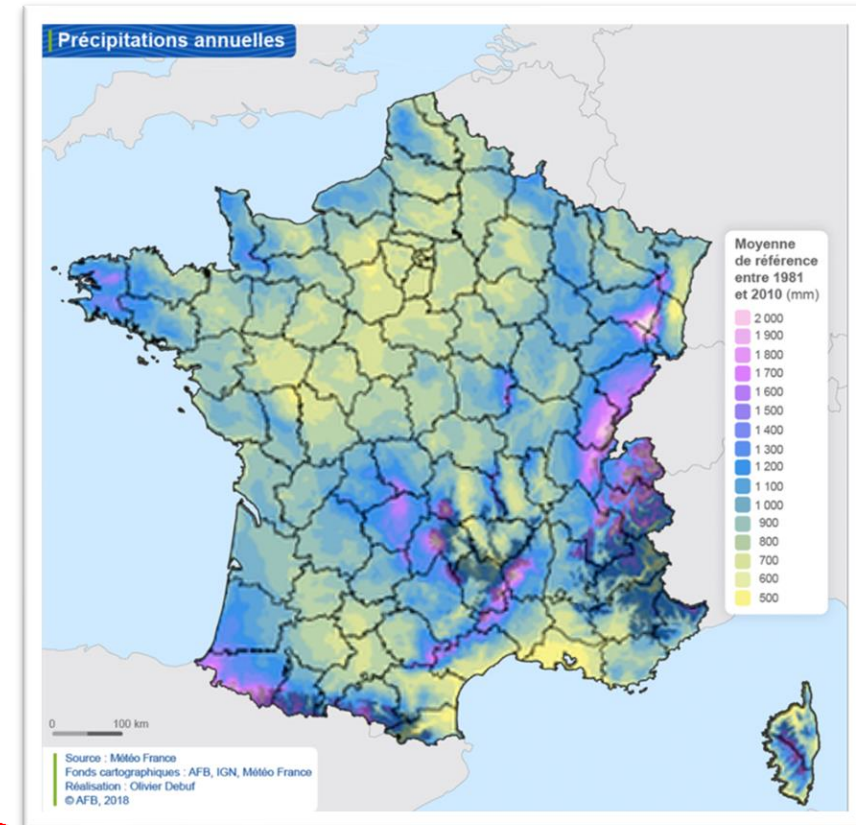 Précipitations annuelles
Moyenne
de référence
entre 1981
et 2010 (mm)
2 000
1 900
1 800
1 700
1 600
1 500
1 400
1 300
1 200
1 100
1 000
900
800
700
600
500
0 100 km
Source : Météo France
Fonds cartographiques : AFB, IGN, Météo France
Réalisation : Olivier Debuf
© AFB, 2018